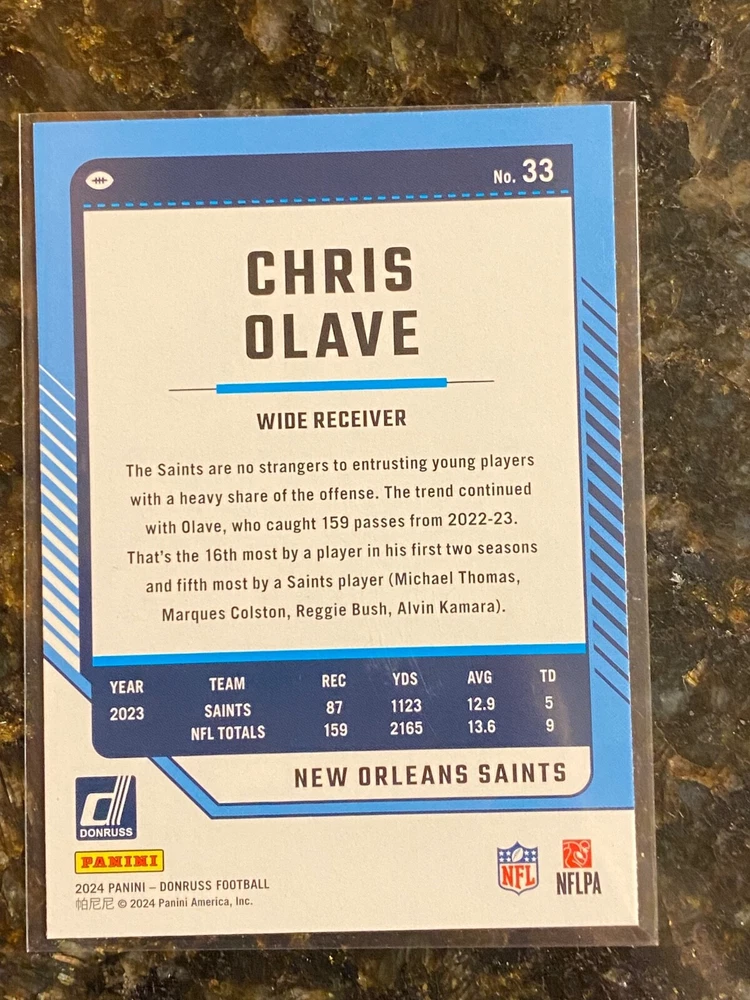 No. 33
CHRIS
OLAVE
WIDE RECEIVER
The Saints are no strangers to entrusting young players
with a heavy share of the offense. The trend continued
with Olave, who caught 159 passes from 2022-23.
That's the 16th most by a player in his first two seasons
and fifth most by a Saints player (Michael Thomas,
Marques Colston, Reggie Bush, Alvin Kamara).
YEAR TEAM REC YDS AVG TD
2023 SAINTS 87 1123 12.9 5
NFL TOTALS 159 2165 13.6 9
NEW ORLEANS SAINTS
d
DONRUSS
PANINI
2024 PANINI – DONRUSS FOOTBALL
帕尼尼 © 2024 Panini America, Inc.
NFL
NFLPA